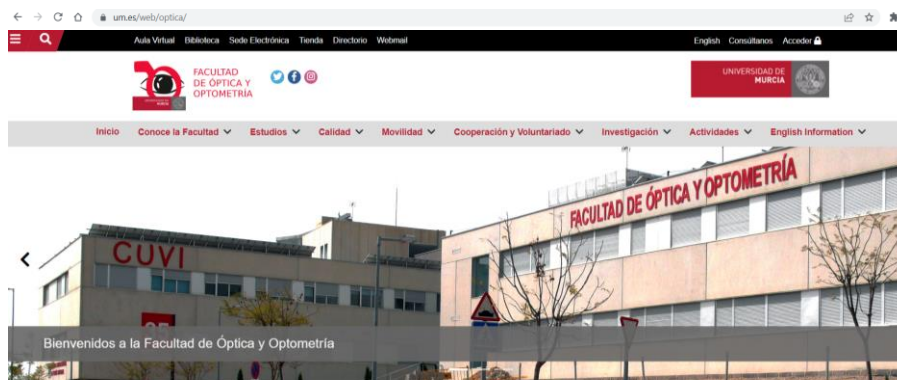 um.es/web/optica/
Aula Virtual Biblioteca Sede Electrónica Tienda Directorio Webmail
English Consúltanos Acceder
FACULTAD
DE ÓPTICA Y
OPTOMETRÍA
UNIVERSIDAD DE
MURCIA
Inicio Conoce la Facultad Estudios Calidad Movilidad Cooperación y Voluntariado Investigación Actividades English Information
FACULTAD DE ÓPTICA Y OPTOMETRÍA
CUVI
Bienvenidos a la Facultad de Óptica y Optometría